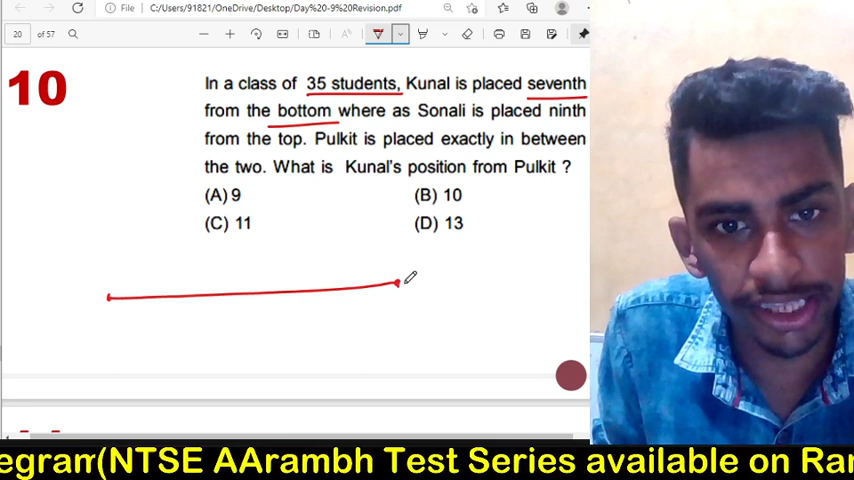 File
C:/Users/91821/OneDrive/Desktop/Day%20-9%20Revision.pdf
20 of 57
10
In a class of 35 students, Kunal is placed seventh
from the bottom where as Sonali is placed ninth
from the top. Pulkit is placed exactly in between
the two. What is Kunal's position from Pulkit ?
(A) 9 (B) 10
(C) 11 (D) 13
egram(NTSE AArambh Test Series available on Ra